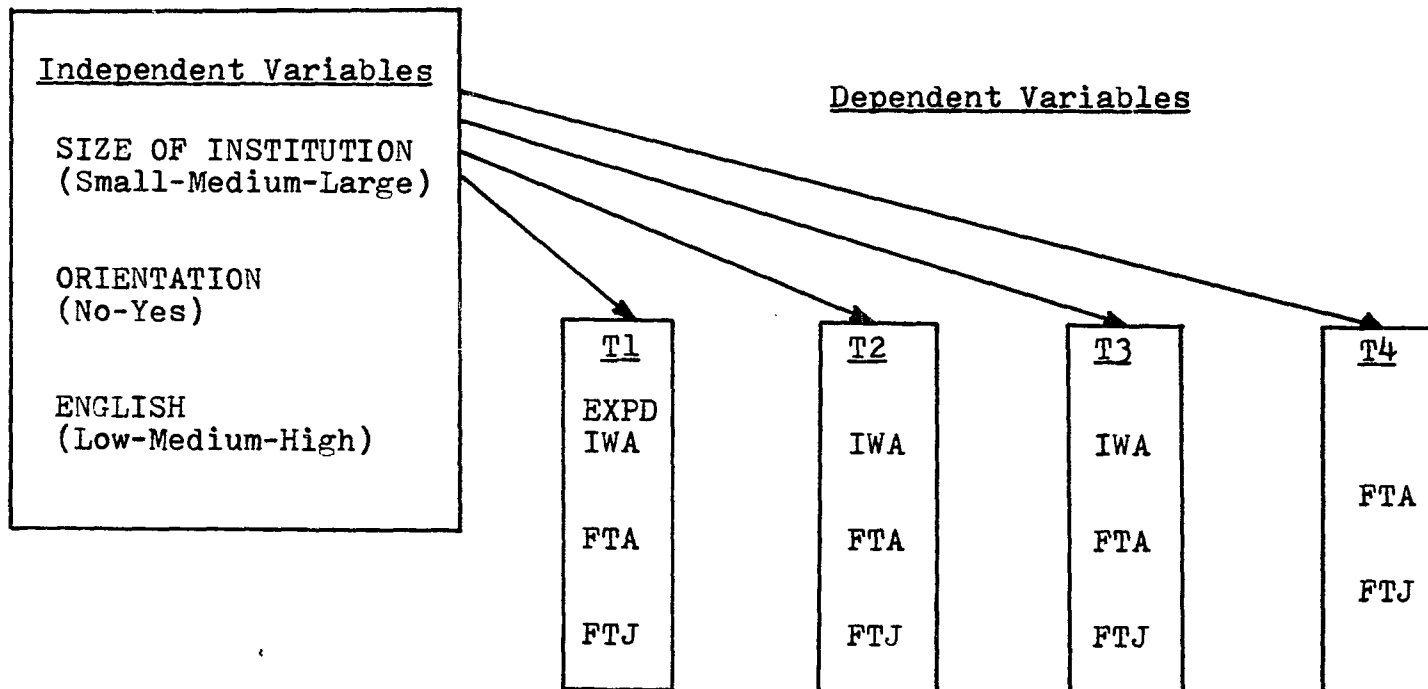 Independent Variables
SIZE OF INSTITUTION
(Small-Medium-Large)
ORIENTATION
(No-Yes)
ENGLISH
(Low-Medium-High)
Dependent Variables
T1
EXPD
IWA
FTA
FTJ
T2
IWA
FTA
FTJ
T3
IWA
FTA
FTJ
T4
FTA
FTJ